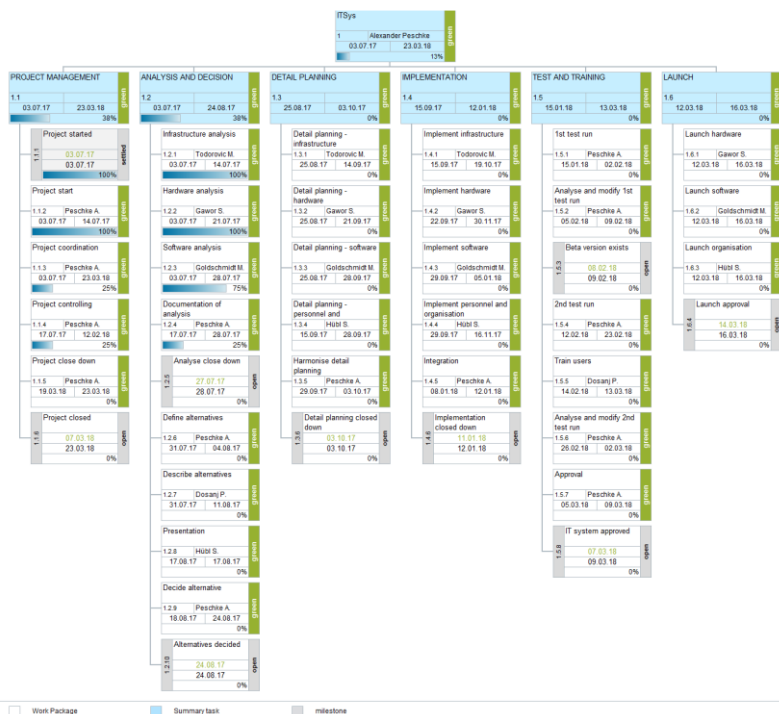 ITSys
1 Alexander Peschke
03.07.17 23.03.18
13%
green
PROJECT MANAGEMENT
1.1
03.07.17 23.03.18
38%
green
Project started
1.1.1
03.07.17
03.07.17
100%
settled
Project start
1.1.2 Peschke A.
03.07.17 14.07.17
100%
green
Project coordination
1.1.3 Peschke A.
03.07.17 23.03.18
25%
green
Project controlling
1.1.4 Peschke A.
17.07.17 12.02.18
25%
green
Project close down
1.1.5 Peschke A.
19.03.18 23.03.18
0%
green
Project closed
1.1.6
07.03.18
23.03.18
0%
open
ANALYSIS AND DECISION
1.2
03.07.17 24.08.17
38%
green
Infrastructure analysis
1.2.1 Todorovic M.
03.07.17 14.07.17
100%
green
Hardware analysis
1.2.2 Gawor S.
03.07.17 21.07.17
100%
green
Software analysis
1.2.3 Goldschmidt M.
03.07.17 28.07.17
75%
green
Documentation of
analysis
1.2.4 Peschke A.
17.07.17 28.07.17
25%
green
Analyse close down
1.2.5
27.07.17
28.07.17
0%
open
Define alternatives
1.2.6 Peschke A.
31.07.17 04.08.17
0%
green
Describe alternatives
1.2.7 Dosanj P.
31.07.17 11.08.17
0%
green
Presentation
1.2.8 Hübl S.
17.08.17 17.08.17
0%
green
Decide alternative
1.2.9 Peschke A.
18.08.17 24.08.17
0%
green
Alternatives decided
1.2.10
24.08.17
24.08.17
0%
open
DETAIL PLANNING
1.3
25.08.17 03.10.17
0%
green
Detail planning -
infrastructure
1.3.1 Todorovic M.
25.08.17 14.09.17
0%
green
Detail planning -
hardware
1.3.2 Gawor S.
25.08.17 21.09.17
0%
green
Detail planning - software
1.3.3 Goldschmidt M.
25.08.17 28.09.17
0%
green
Detail planning -
personnel and
1.3.4 Hübl S.
15.09.17 28.09.17
0%
green
Harmonise detail
planning
1.3.5 Peschke A.
29.09.17 03.10.17
0%
green
Detail planning closed
down
1.3.6
03.10.17
03.10.17
0%
open
IMPLEMENTATION
1.4
15.09.17 12.01.18
0%
green
Implement infrastructure
1.4.1 Todorovic M.
15.09.17 19.10.17
0%
green
Implement hardware
1.4.2 Gawor S.
22.09.17 30.11.17
0%
green
Implement software
1.4.3 Goldschmidt M.
29.09.17 05.01.18
0%
green
Implement personnel and
organisation
1.4.4 Hübl S.
29.09.17 16.11.17
0%
green
Integration
1.4.5 Peschke A.
08.01.18 12.01.18
0%
green
Implementation
closed down
1.4.6
11.01.18
12.01.18
0%
open
TEST AND TRAINING
1.5
15.01.18 13.03.18
0%
green
1st test run
1.5.1 Peschke A.
15.01.18 02.02.18
0%
green
Analyse and modify 1st
test run
1.5.2 Peschke A.
05.02.18 09.02.18
0%
green
Beta version exists
1.5.3
08.02.18
09.02.18
0%
open
2nd test run
1.5.4 Peschke A.
12.02.18 23.02.18
0%
green
Train users
1.5.5 Dosanj P.
14.02.18 13.03.18
0%
green
Analyse and modify 2nd
test run
1.5.6 Peschke A.
26.02.18 02.03.18
0%
green
Approval
1.5.7 Peschke A.
05.03.18 09.03.18
0%
green
IT system approved
1.5.8
07.03.18
09.03.18
0%
open
LAUNCH
1.6
12.03.18 16.03.18
0%
green
Launch hardware
1.6.1 Gawor S.
12.03.18 16.03.18
0%
green
Launch software
1.6.2 Goldschmidt M.
12.03.18 16.03.18
0%
green
Launch organisation
1.6.3 Hübl S.
12.03.18 16.03.18
0%
green
Launch approval
1.6.4
14.03.18
16.03.18
0%
open
Work Package Summary task milestone